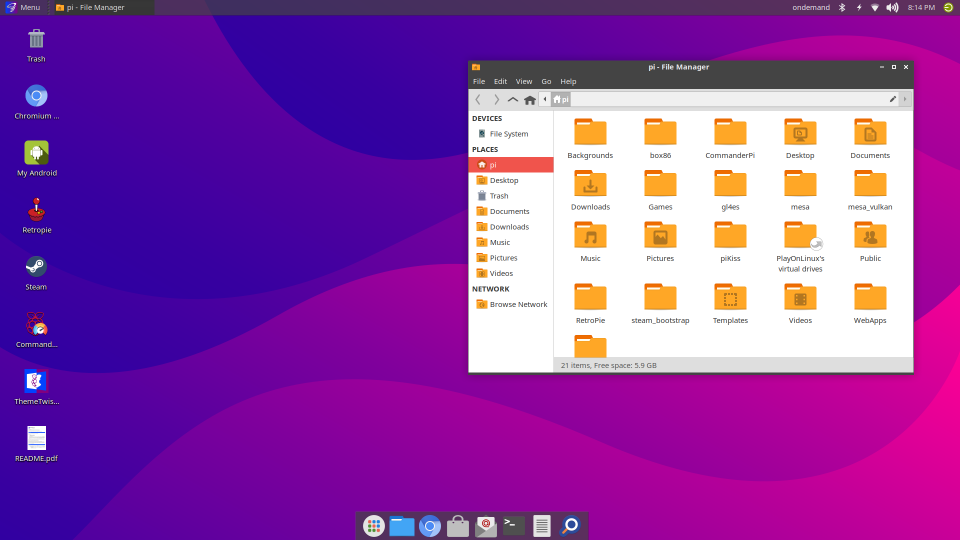 Menu
pi - File Manager
ondemand
8:14 PM
Trash
Chromium ...
My Android
Retropie
Steam
Command...
ThemeTwis...
README.pdf
pi - File Manager
File Edit View Go Help
pi
DEVICES
File System
PLACES
pi
Desktop
Trash
Documents
Downloads
Music
Pictures
Videos
NETWORK
Browse Network
Backgrounds
box86
CommanderPi
Desktop
Documents
Downloads
Games
gl4es
mesa
mesa_vulkan
Music
Pictures
piKiss
PlayOnLinux's
virtual drives
Public
RetroPie
steam_bootstrap
Templates
Videos
WebApps
21 items, Free space: 5.9 GB